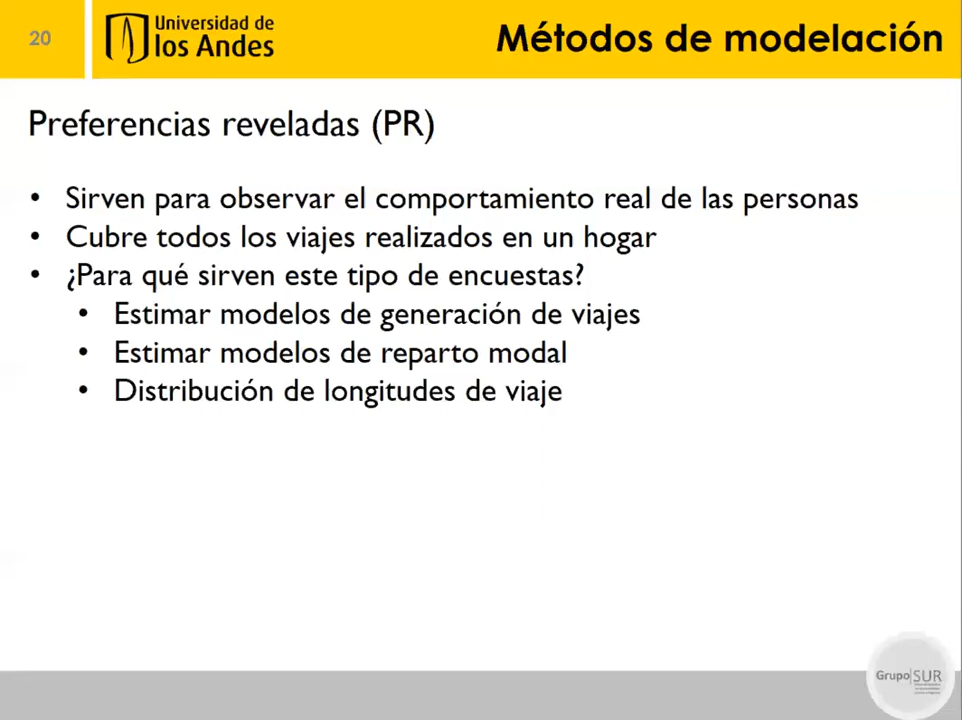 20
Universidad de
los Andes
Métodos de modelación
Preferencias reveladas (PR)
• Sirven para observar el comportamiento real de las personas
• Cubre todos los viajes realizados en un hogar
• ¿Para qué sirven este tipo de encuestas?
• Estimar modelos de generación de viajes
• Estimar modelos de reparto modal
• Distribución de longitudes de viaje
Grupo|SUR